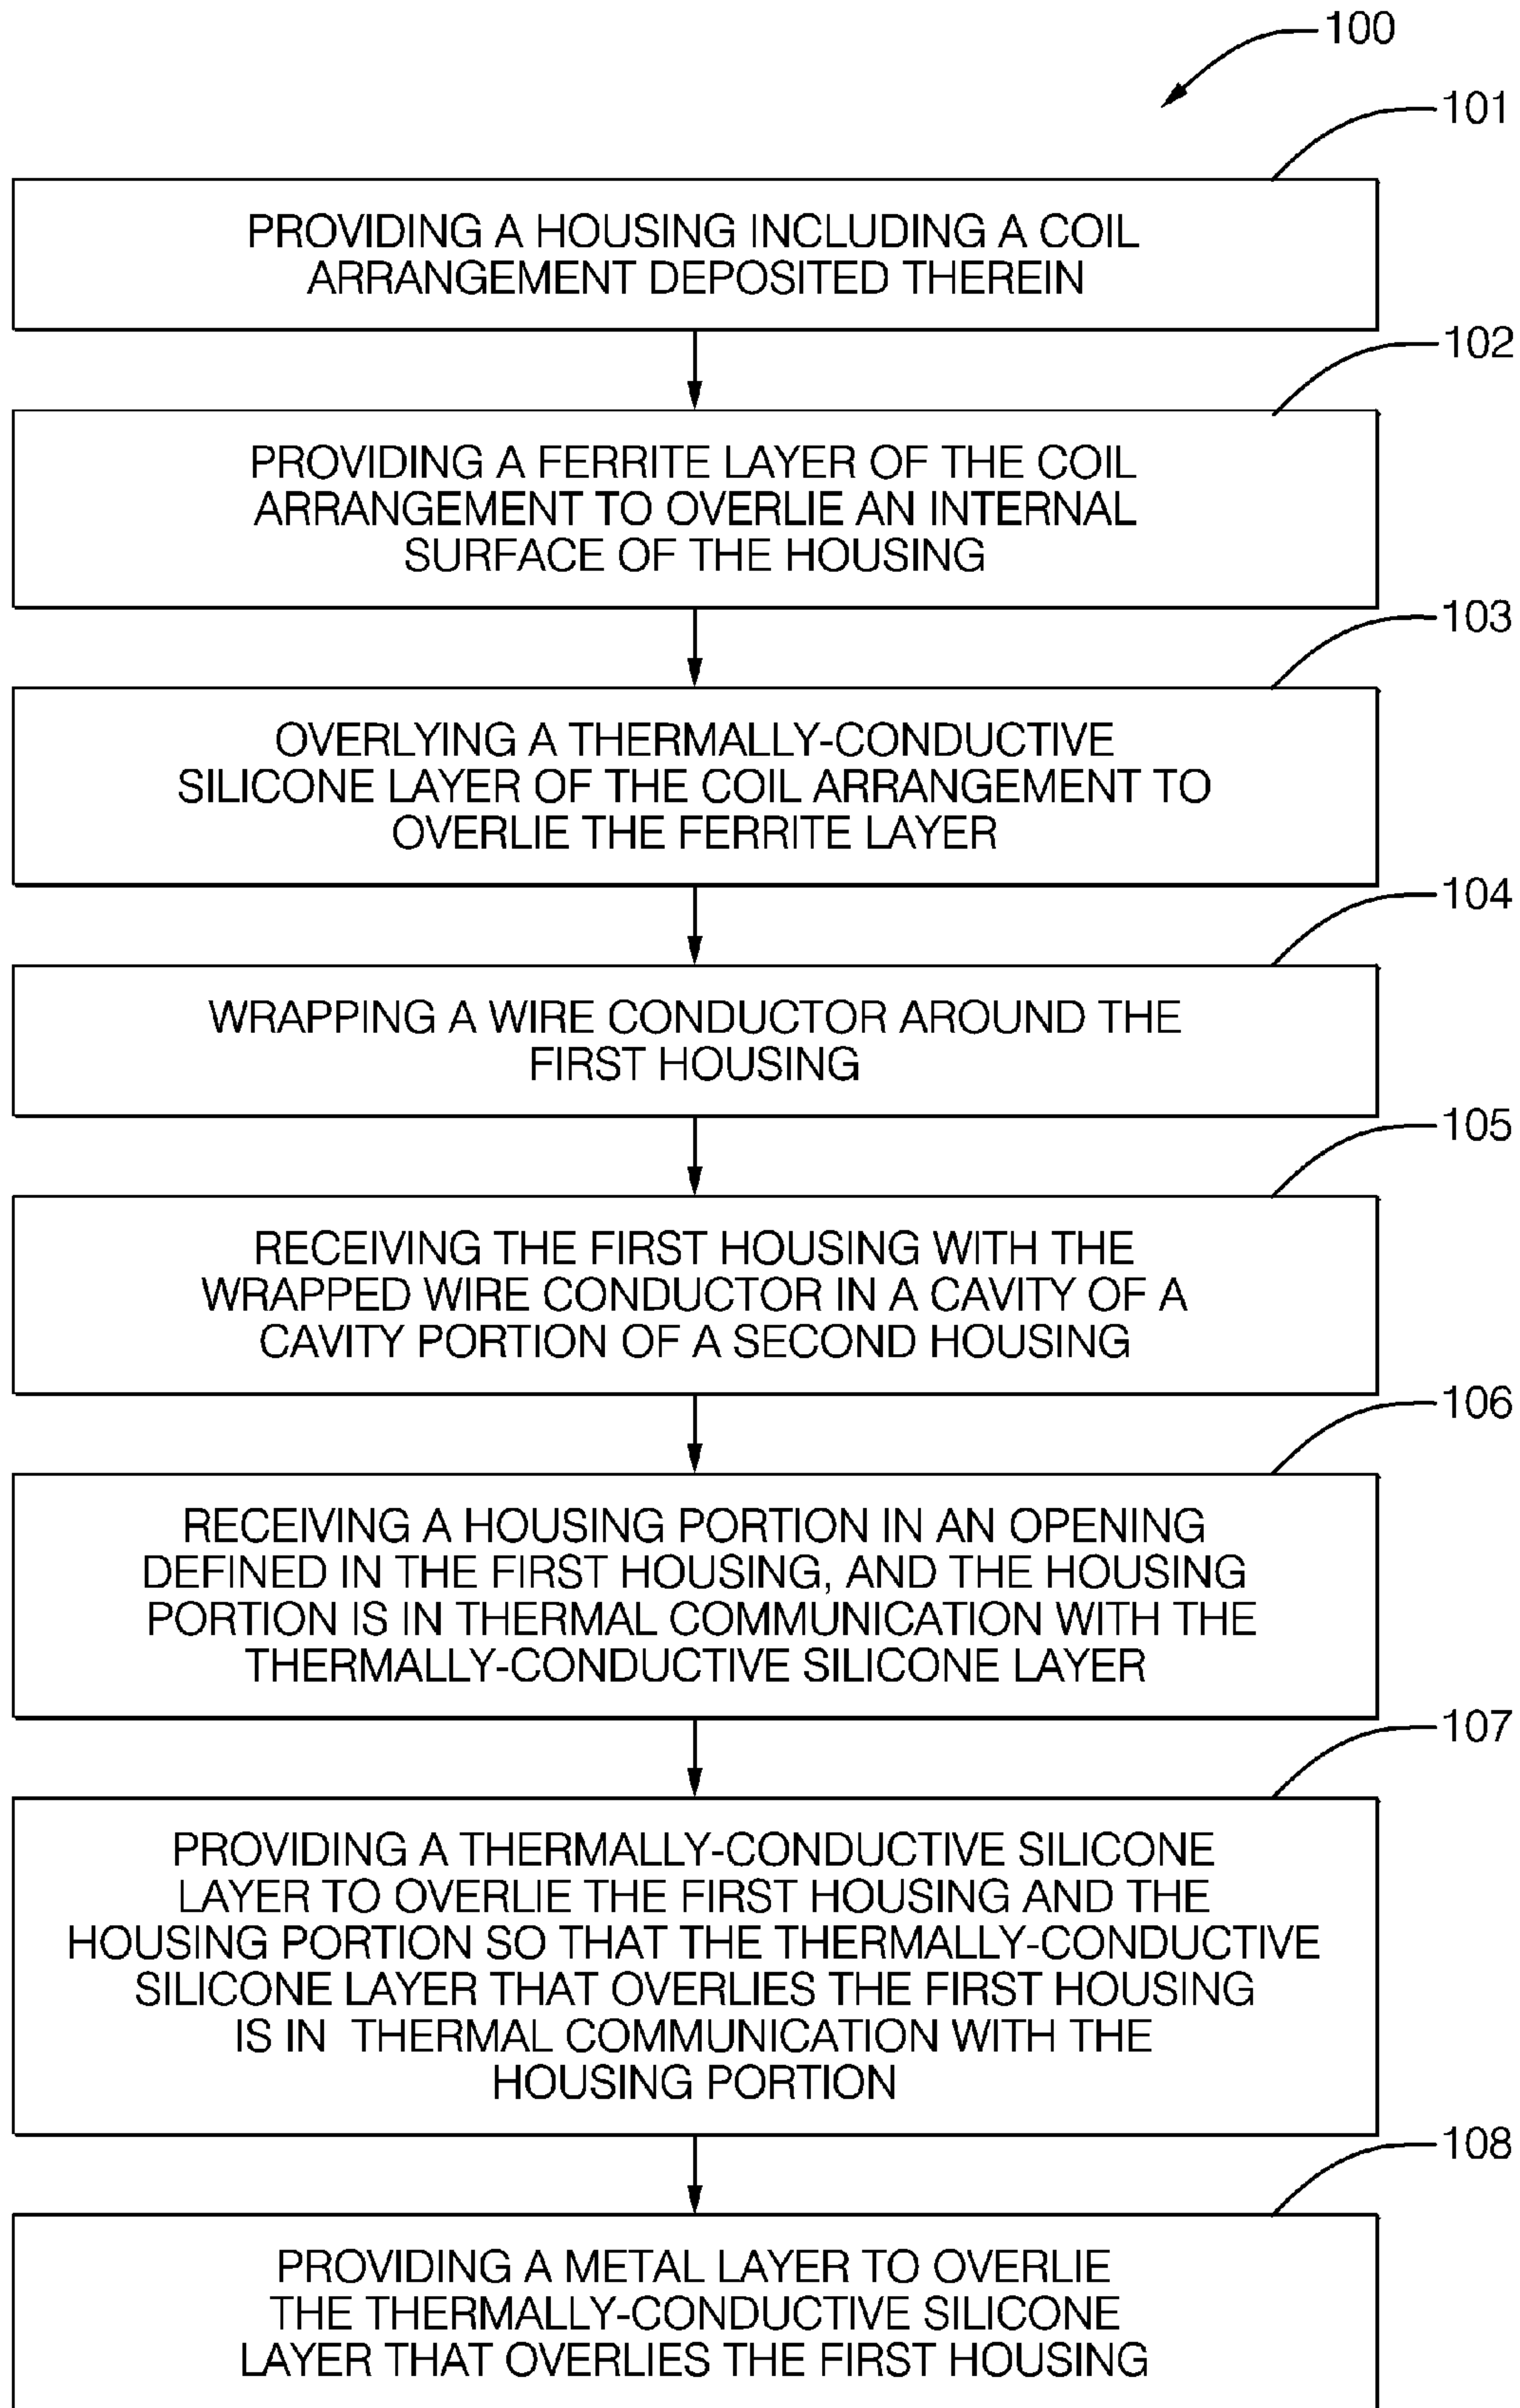 100
101
PROVIDING A HOUSING INCLUDING A COIL
ARRANGEMENT DEPOSITED THEREIN
102
PROVIDING A FERRITE LAYER OF THE COIL
ARRANGEMENT TO OVERLIE AN INTERNAL
SURFACE OF THE HOUSING
103
OVERLYING A THERMALLY-CONDUCTIVE
SILICONE LAYER OF THE COIL ARRANGEMENT TO
OVERLIE THE FERRITE LAYER
104
WRAPPING A WIRE CONDUCTOR AROUND THE
FIRST HOUSING
105
RECEIVING THE FIRST HOUSING WITH THE
WRAPPED WIRE CONDUCTOR IN A CAVITY OF A
CAVITY PORTION OF A SECOND HOUSING
106
RECEIVING A HOUSING PORTION IN AN OPENING
DEFINED IN THE FIRST HOUSING, AND THE HOUSING
PORTION IS IN THERMAL COMMUNICATION WITH THE
THERMALLY-CONDUCTIVE SILICONE LAYER
107
PROVIDING A THERMALLY-CONDUCTIVE SILICONE
LAYER TO OVERLIE THE FIRST HOUSING AND THE
HOUSING PORTION SO THAT THE THERMALLY-CONDUCTIVE
SILICONE LAYER THAT OVERLIES THE FIRST HOUSING
IS IN THERMAL COMMUNICATION WITH THE
HOUSING PORTION
108
PROVIDING A METAL LAYER TO OVERLIE
THE THERMALLY-CONDUCTIVE SILICONE
LAYER THAT OVERLIES THE FIRST HOUSING